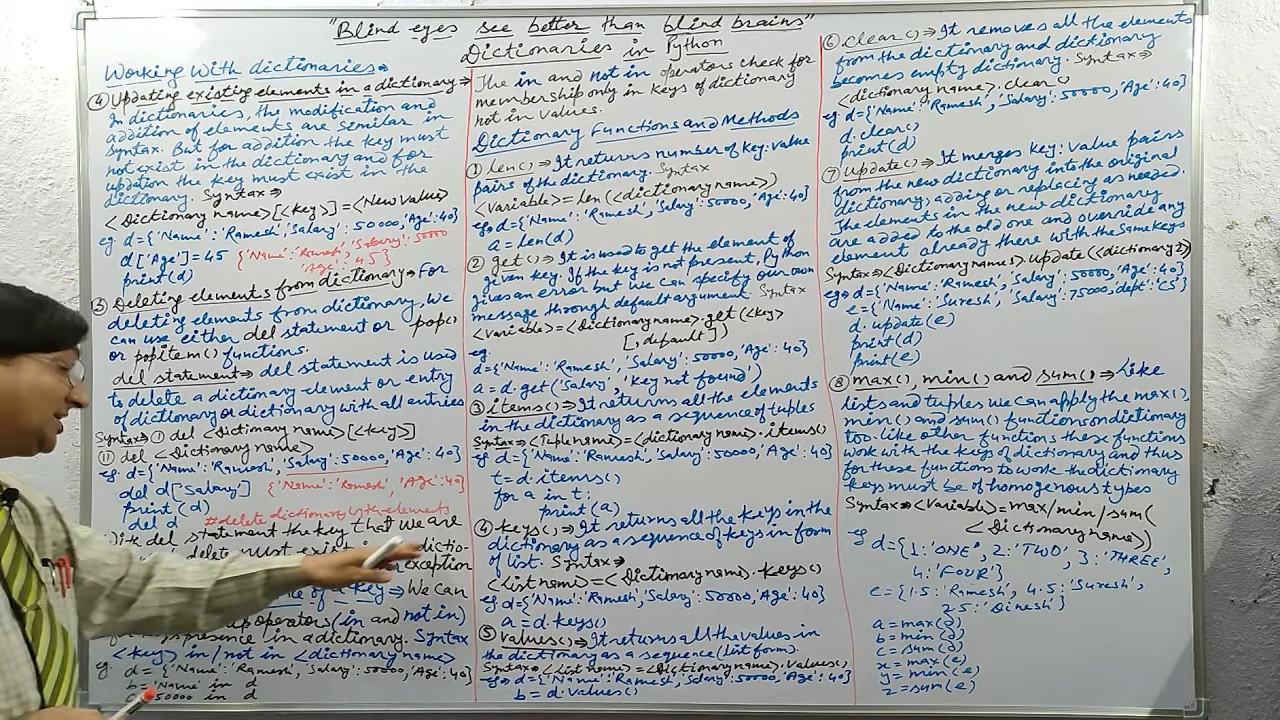 "Blind eyes see better than blind brains"
Dictionaries in Python
Working with dictionaries⇒
④ Updating existing elements in a dictionary⇒
In dictionaries, the modification and
addition of elements are similar in
syntax. But for addition the key must
not exist in the dictionary and for
updation the key must exist in the
dictionary. Syntax⇒
<Dictionary name>[<key>]=<New value>
eg d={'Name':'Ramesh','Salary':50000,'Age':40}
d['Age']=45 {'Name':'Ramesh','Salary':50000
print(d) 'Age':45}
⑤ Deleting elements from dictionary⇒ For
deleting elements from dictionary, we
can use either del statement or pop()
or popitem() functions.
del statement⇒ del statement is used
to delete a dictionary element or entry
of dictionary or dictionary with all entries
Syntax⇒ ① del <Dictionary name>[<key>]
⑪ del <Dictionary name>
eg: d={'Name':'Ramesh','Salary':50000,'Age':40}
del d['Salary'] {'Name':'Ramesh','Age':40}
print(d)
del d #delete dictionary with elements
del statement the key that we are
delete must exist dictio-
exception
of a key⇒ We can
operators (in and not in)
presence in a dictionary. Syntax
<key> in/not in <dictionary name>
eg. d={'Name':'Ramesh','Salary':50000,'Age':40}
b='Name' in d
c=50000 in d
The in and not in operators check for
membership only in keys of dictionary
not in values.
Dictionary Functions and Methods
① len()⇒ It returns number of key:value
pairs of the dictionary. Syntax
<variable>=len(<dictionary name>)
eg⇒ d={'Name':'Ramesh','Salary':50000,'Age':40}
a=len(d)
② get()⇒ It is used to get the element of
given key. If the key is not present, Python
gives an error but we can specify our own
message through default argument. Syntax
<variable>=<Dictionary name>.get(<key>
[,default])
eg.
d={'Name':'Ramesh','Salary':50000,'Age':40}
a=d.get('Salary','Key not found')
③ items()⇒ It returns all the elements
in the dictionary as a sequence of tuples
Syntax⇒ <Tuple name>=<dictionary name>.items()
eg d={'Name':'Ramesh','Salary':50000,'Age':40}
t=d.items()
for a in t:
print(a)
④ keys()⇒ It returns all the keys in the
dictionary as a sequence of keys in form
of list. Syntax⇒
<List name>=<Dictionary name>.keys()
eg d={'Name':'Ramesh','Salary':50000,'Age':40}
a=d.keys()
⑤ values()⇒ It returns all the values in
the dictionary as a sequence (List form).
Syntax⇒ <List name>=<Dictionary name>.values()
eg⇒ d={'Name':'Ramesh','Salary':50000,'Age':40}
b=d.values()
⑥ clear()⇒ It removes all the elements
from the dictionary and dictionary
becomes empty dictionary. Syntax⇒
<dictionary name>.clear()
eg d={'Name':'Ramesh','Salary':50000,'Age':40}
d.clear()
print(d)
⑦ update()⇒ It merges key:value pairs
from the new dictionary into the original
dictionary, adding or replacing as needed.
The elements in the new dictionary
are added to the old one and override any
element already there with the same keys
Syntax⇒ <Dictionary name1>.update(<dictionary2>)
eg⇒ d={'Name':'Ramesh','Salary':50000,'Age':40}
e={'Name':'Suresh','Salary':75000,'dept':'CS'}
d.update(e)
print(d)
print(e)
⑧ max(), min() and sum()⇒ Like
lists and tuples we can apply the max(),
min() and sum() functions on dictionary
too. Like other functions these functions
work with the keys of dictionary and thus
for these functions to work the dictionary
keys must be of homogenous types
Syntax⇒ <variable>=max/min/sum(
<Dictionary name>)
eg d={1:'ONE', 2:'TWO', 3:'THREE',
4:'FOUR'}
e={1.5:'Ramesh', 4.5:'Suresh',
2.5:'Dinesh'}
a=max(d)
b=min(d)
c=sum(d)
x=max(e)
y=min(e)
z=sum(e)